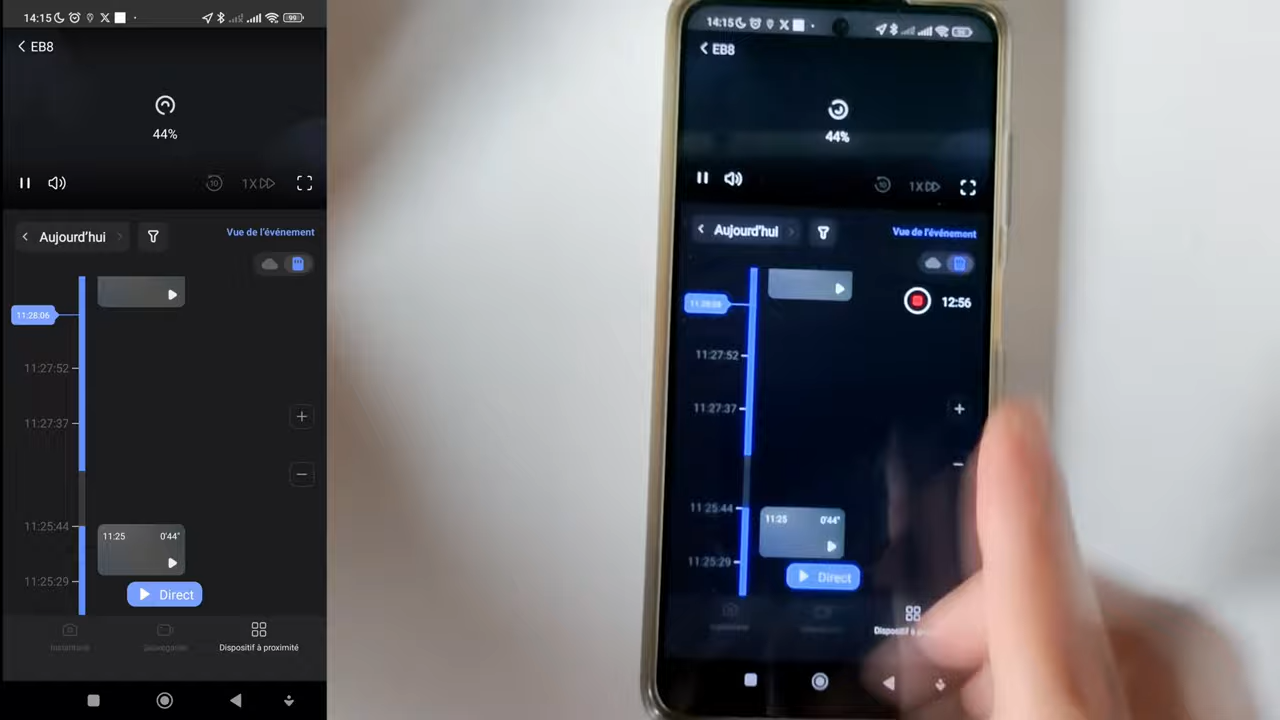 14:15
EB8
44%
1X
Aujourd'hui
Vue de l'événement
11:28:06
11:27:52
11:27:37
11:25:44
11:25 0'44"
11:25:29
Direct
Instantané
Sauvegarder
Dispositif à proximité
14:15
EB8
44%
1X
Aujourd'hui
Vue de l'événement
11:28:06
12:56
11:27:52
11:27:37
11:25:44
11:25 0'44"
11:25:29
Direct
Dispositif à